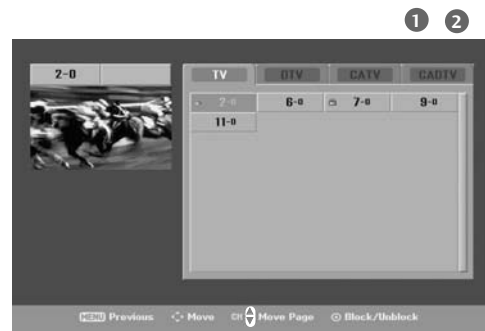 1 2
2-0 TV DTV CATV CADTV
2-0 6-0 7-0 9-0
11-0
MENU Previous Move CH Move Page Block/Unblock